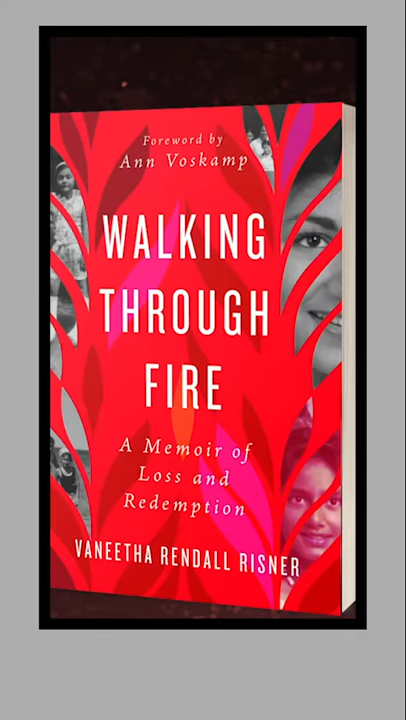 Foreword by
Ann Voskamp
WALKING
THROUGH
FIRE
A Memoir of
Loss and
Redemption
VANEETHA RENDALL RISNER